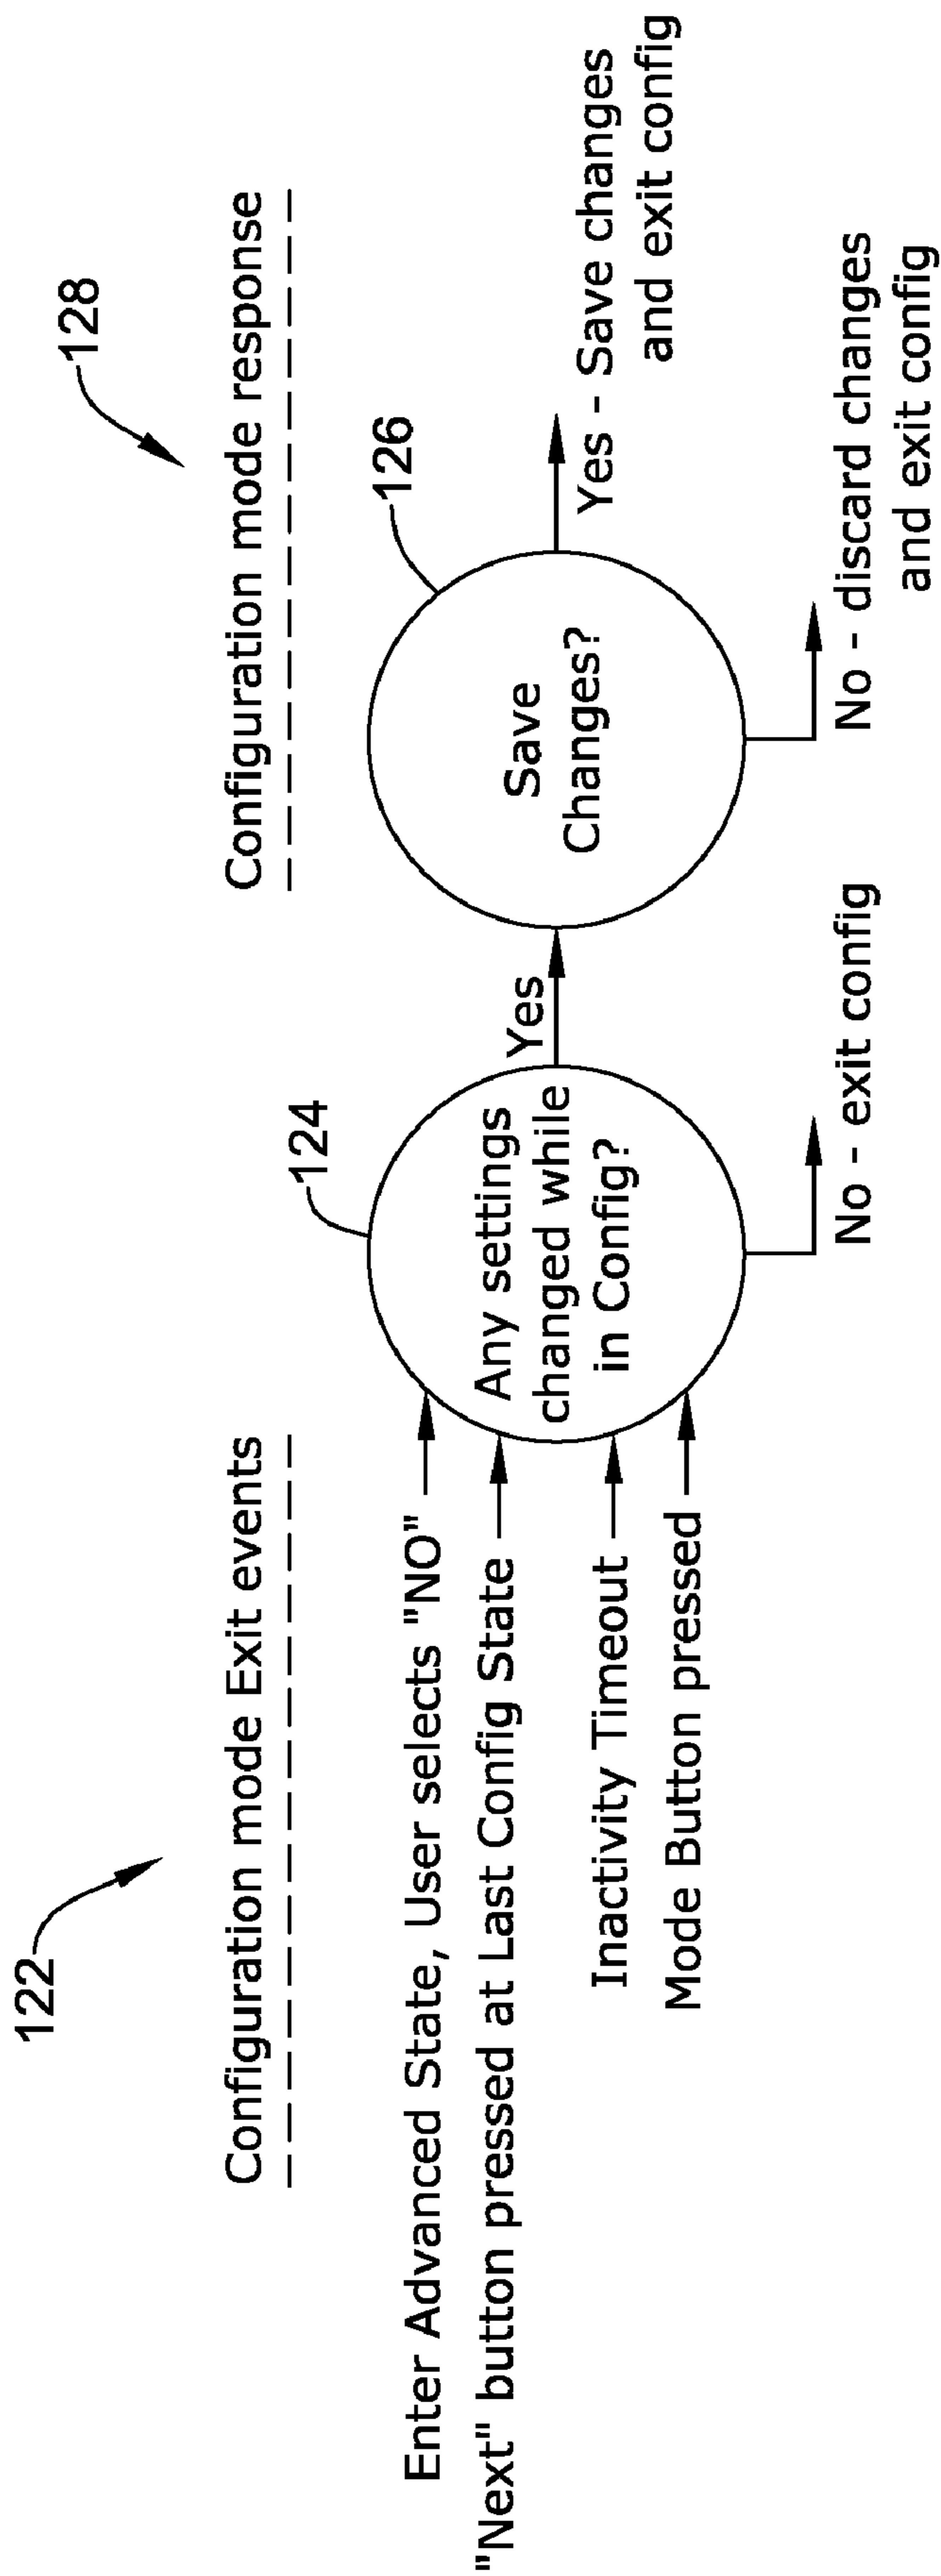 122
Configuration mode Exit events
Enter Advanced State, User selects "NO"
"Next" button pressed at Last Config State
Inactivity Timeout
Mode Button pressed
124
Any settings
changed while
in Config?
Yes
No - exit config
128
Configuration mode response
126
Save
Changes?
Yes - Save changes
and exit config
No - discard changes
and exit config